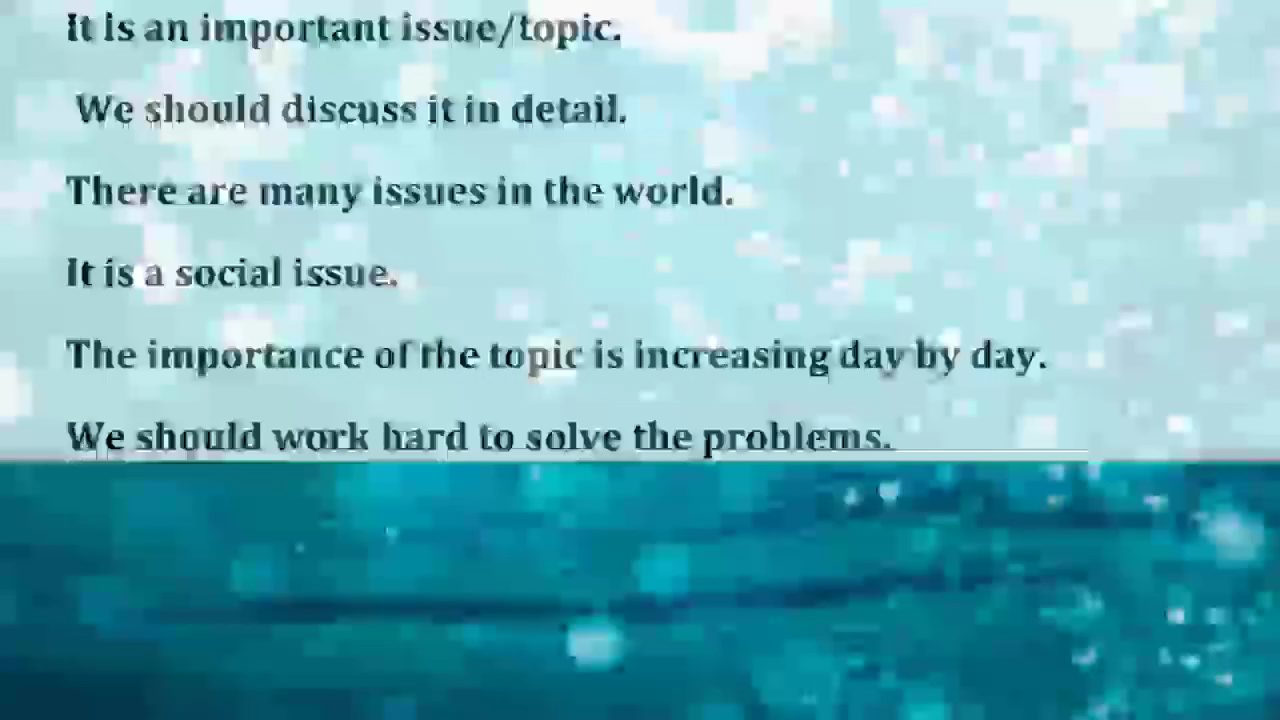 It is an important issue/topic.
We should discuss it in detail.
There are many issues in the world.
It is a social issue.
The importance of the topic is increasing day by day.
We should work hard to solve the problems.